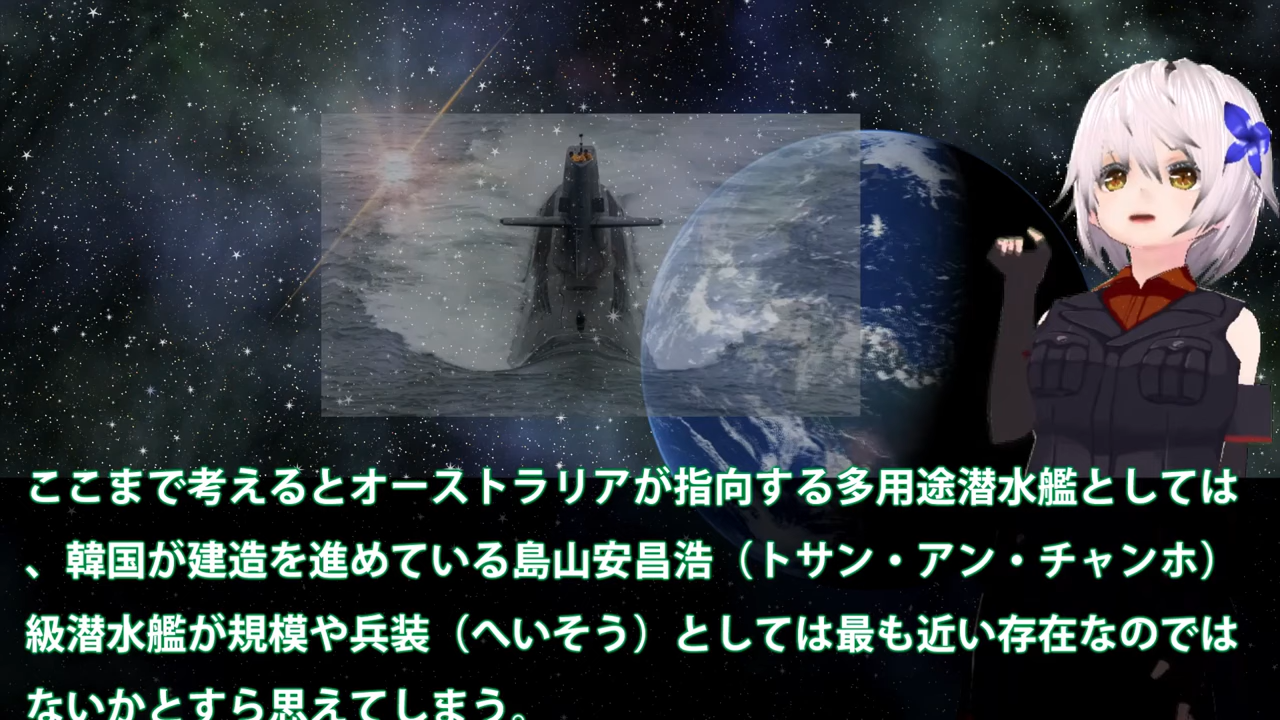 ここまで考えるとオーストラリアが指向する多用途潜水艦としては
、韓国が建造を進めている島山安昌浩（トサン・アン・チャンホ）
級潜水艦が規模や兵装（へいそう）としては最も近い存在なのでは
ないかとすら思えてしまう。